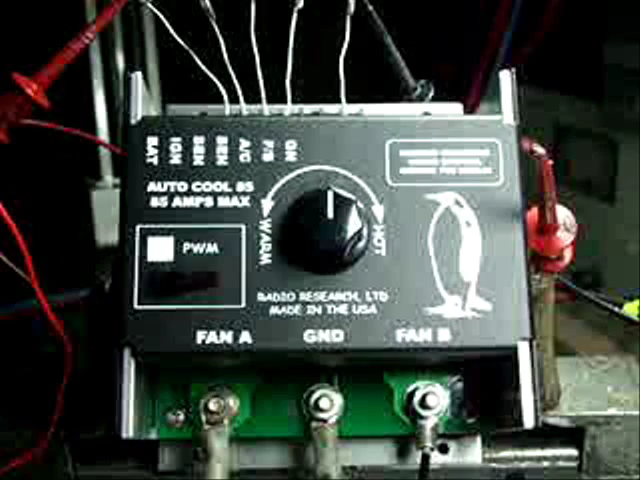 BAT
IGN
SEN
SEN
A/C
F/S
GN
AUTO COOL 85
85 AMPS MAX
WARM
HOT
PWM
RADIO RESEARCH, LTD
MADE IN THE USA
FAN A
GND
FAN B